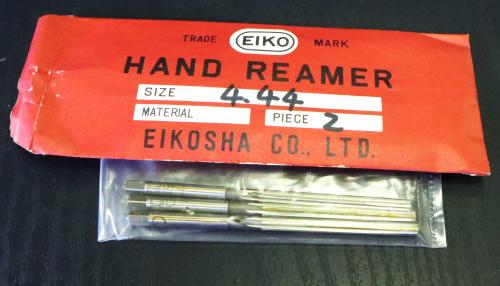 TRADE EIKO MARK
HAND REAMER
SIZE 4.44
MATERIAL PIECE 2
EIKOSHA CO., LTD.